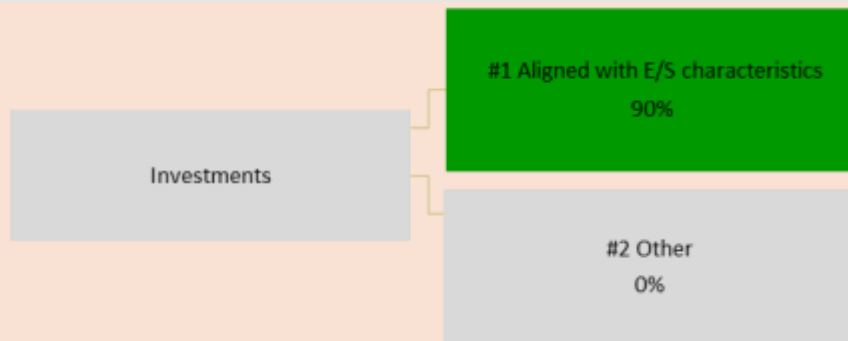 #1 Aligned with E/S characteristics
90%
Investments
#2 Other
0%